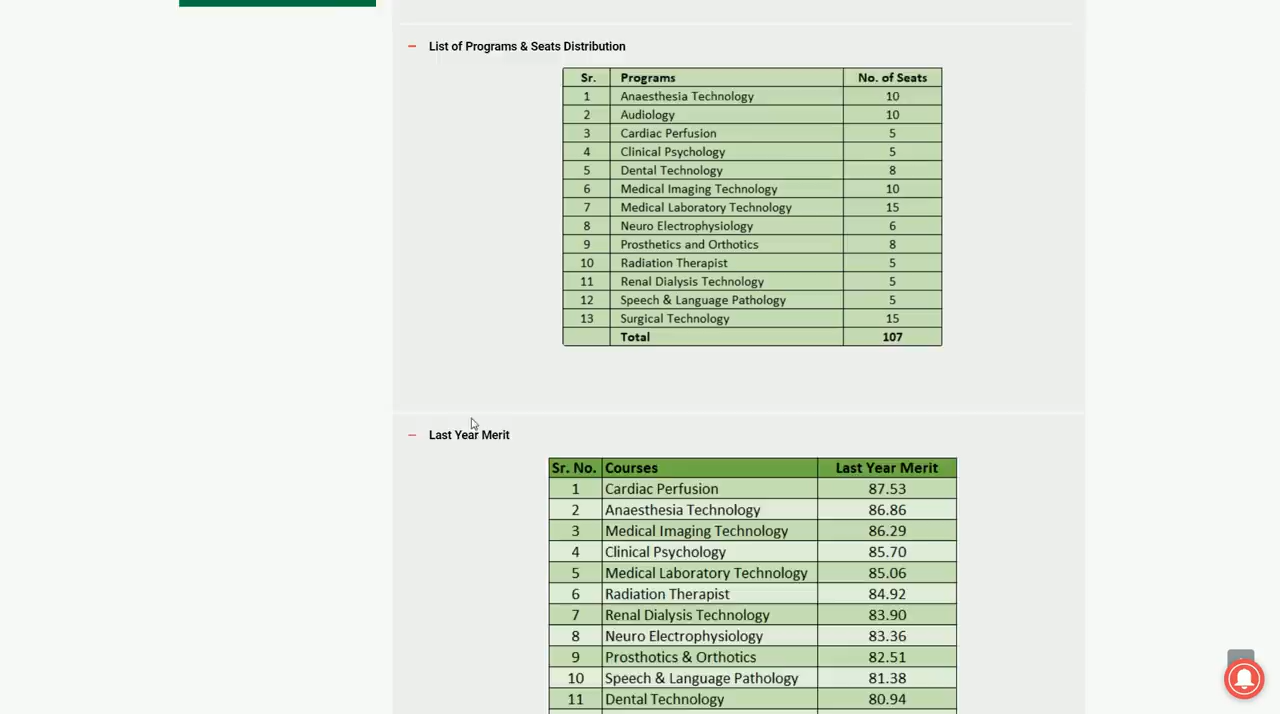 List of Programs & Seats Distribution
Sr. Programs No. of Seats
1 Anaesthesia Technology 10
2 Audiology 10
3 Cardiac Perfusion 5
4 Clinical Psychology 5
5 Dental Technology 8
6 Medical Imaging Technology 10
7 Medical Laboratory Technology 15
8 Neuro Electrophysiology 6
9 Prosthetics and Orthotics 8
10 Radiation Therapist 5
11 Renal Dialysis Technology 5
12 Speech & Language Pathology 5
13 Surgical Technology 15
Total 107
Last Year Merit
Sr. No. Courses Last Year Merit
1 Cardiac Perfusion 87.53
2 Anaesthesia Technology 86.86
3 Medical Imaging Technology 86.29
4 Clinical Psychology 85.70
5 Medical Laboratory Technology 85.06
6 Radiation Therapist 84.92
7 Renal Dialysis Technology 83.90
8 Neuro Electrophysiology 83.36
9 Prosthotics & Orthotics 82.51
10 Speech & Language Pathology 81.38
11 Dental Technology 80.94